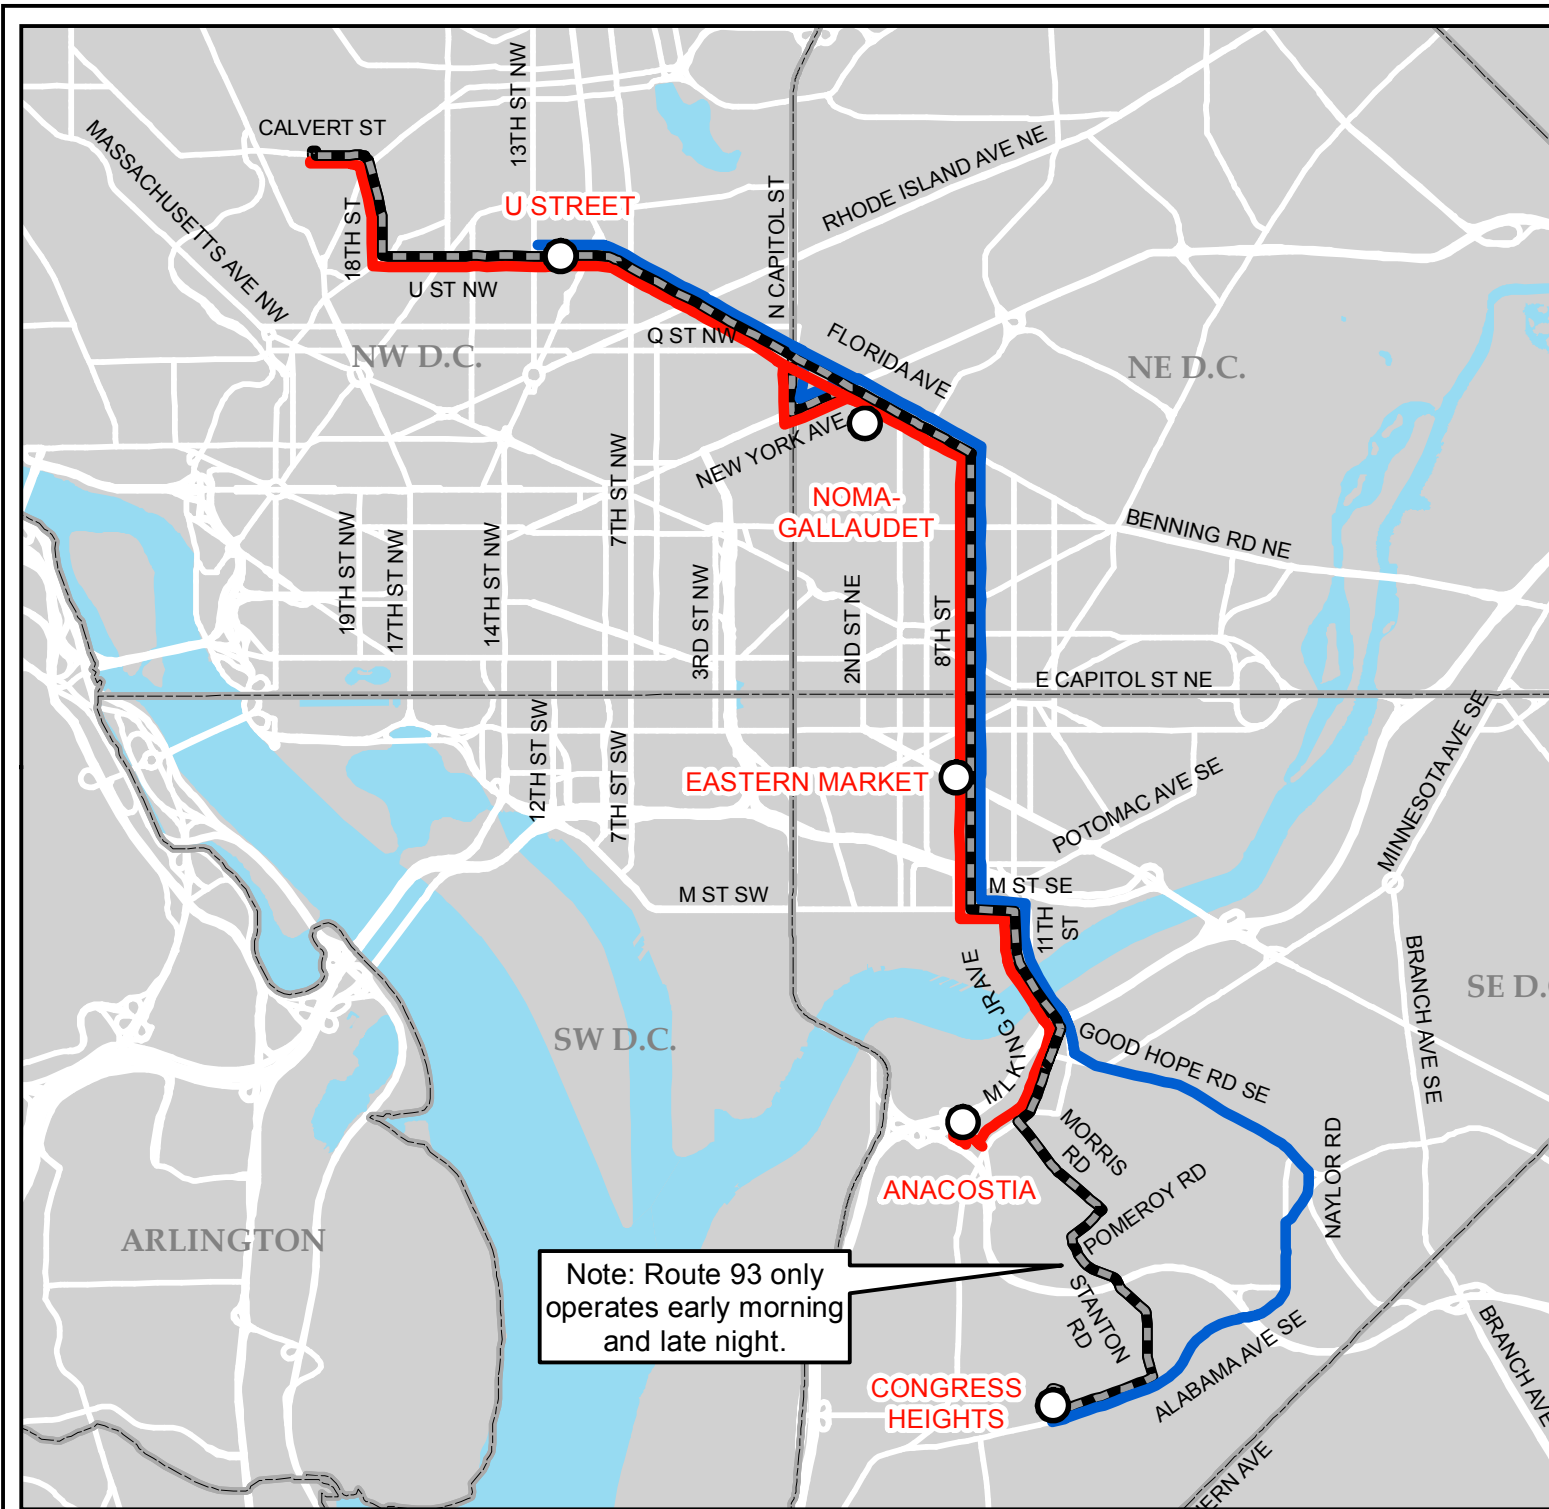 13TH ST NW
CALVERT ST
MASSACHUSETTS AVE NW
RHODE ISLAND AVE NE
N CAPITOL ST
U STREET
18TH ST
U ST NW
Q ST NW
FLORIDA AVE
NW D.C.
NE D.C.
NEW YORK AVE
7TH ST NW
NOMA-
GALLAUDET
BENNING RD NE
19TH ST NW
17TH ST NW
14TH ST NW
3RD ST NW
2ND ST NE
8TH ST
E CAPITOL ST NE
12TH ST SW
7TH ST SW
EASTERN MARKET
POTOMAC AVE SE
MINNESOTA AVE SE
M ST SW
M ST SE
11TH
ST
BRANCH AVE SE
SE D.C
SW D.C.
ML KING JR AVE
GOOD HOPE RD SE
MORRIS
RD
NAYLOR RD
ANACOSTIA
POMEROY RD
ARLINGTON
Note: Route 93 only
operates early morning
and late night.
STANTON
RD
ALABAMA AVE SE
BRANCH AVE
CONGRESS
HEIGHTS
ERN AVE